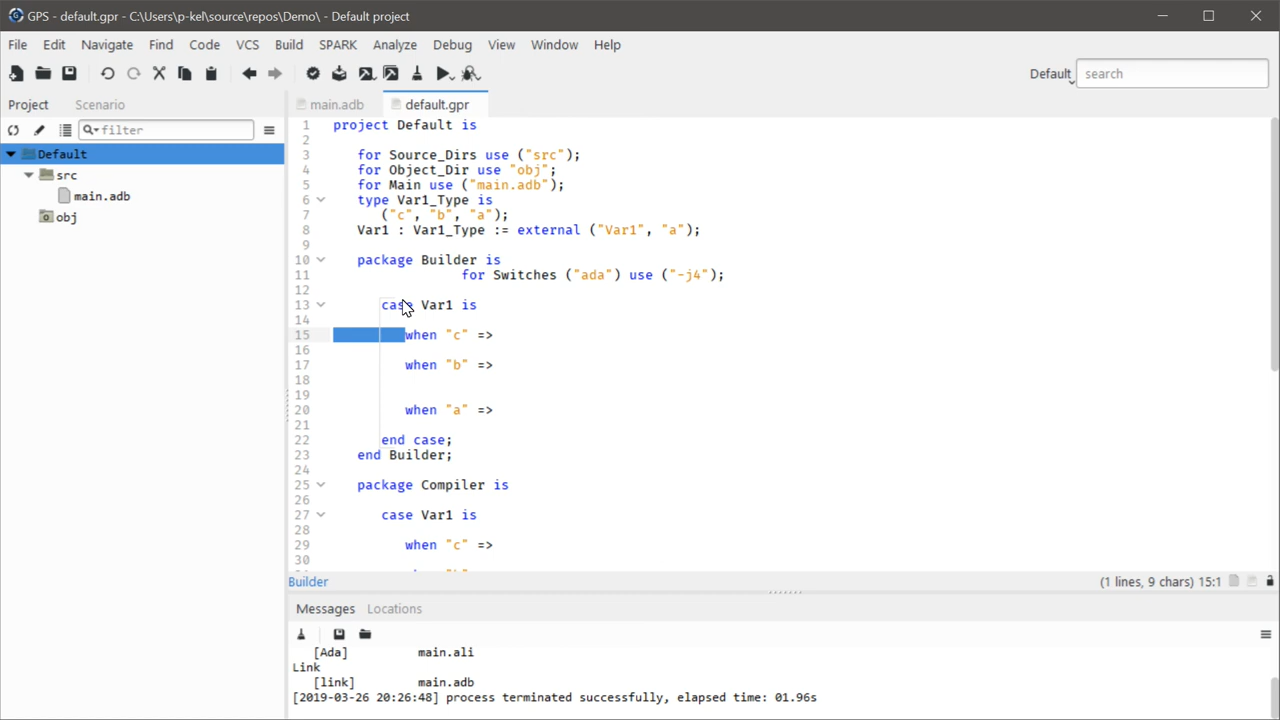 GPS - default.gpr - C:\Users\p-kel\source\repos\Demo\ - Default project
File Edit Navigate Find Code VCS Build SPARK Analyze Debug View Window Help
Default search
Project Scenario
main.adb default.gpr
filter
Default
src
main.adb
obj
1 project Default is
2
3 for Source_Dirs use ("src");
4 for Object_Dir use "obj";
5 for Main use ("main.adb");
6 type Var1_Type is
7 ("c", "b", "a");
8 Var1 : Var1_Type := external ("Var1", "a");
9
10 package Builder is
11 for Switches ("ada") use ("-j4");
12
13 case Var1 is
14
15 when "c" =>
16
17 when "b" =>
18
19
20 when "a" =>
21
22 end case;
23 end Builder;
24
25 package Compiler is
26
27 case Var1 is
28
29 when "c" =>
30
Builder
(1 lines, 9 chars) 15:1
Messages Locations
[Ada] main.ali
Link
[link] main.adb
[2019-03-26 20:26:48] process terminated successfully, elapsed time: 01.96s